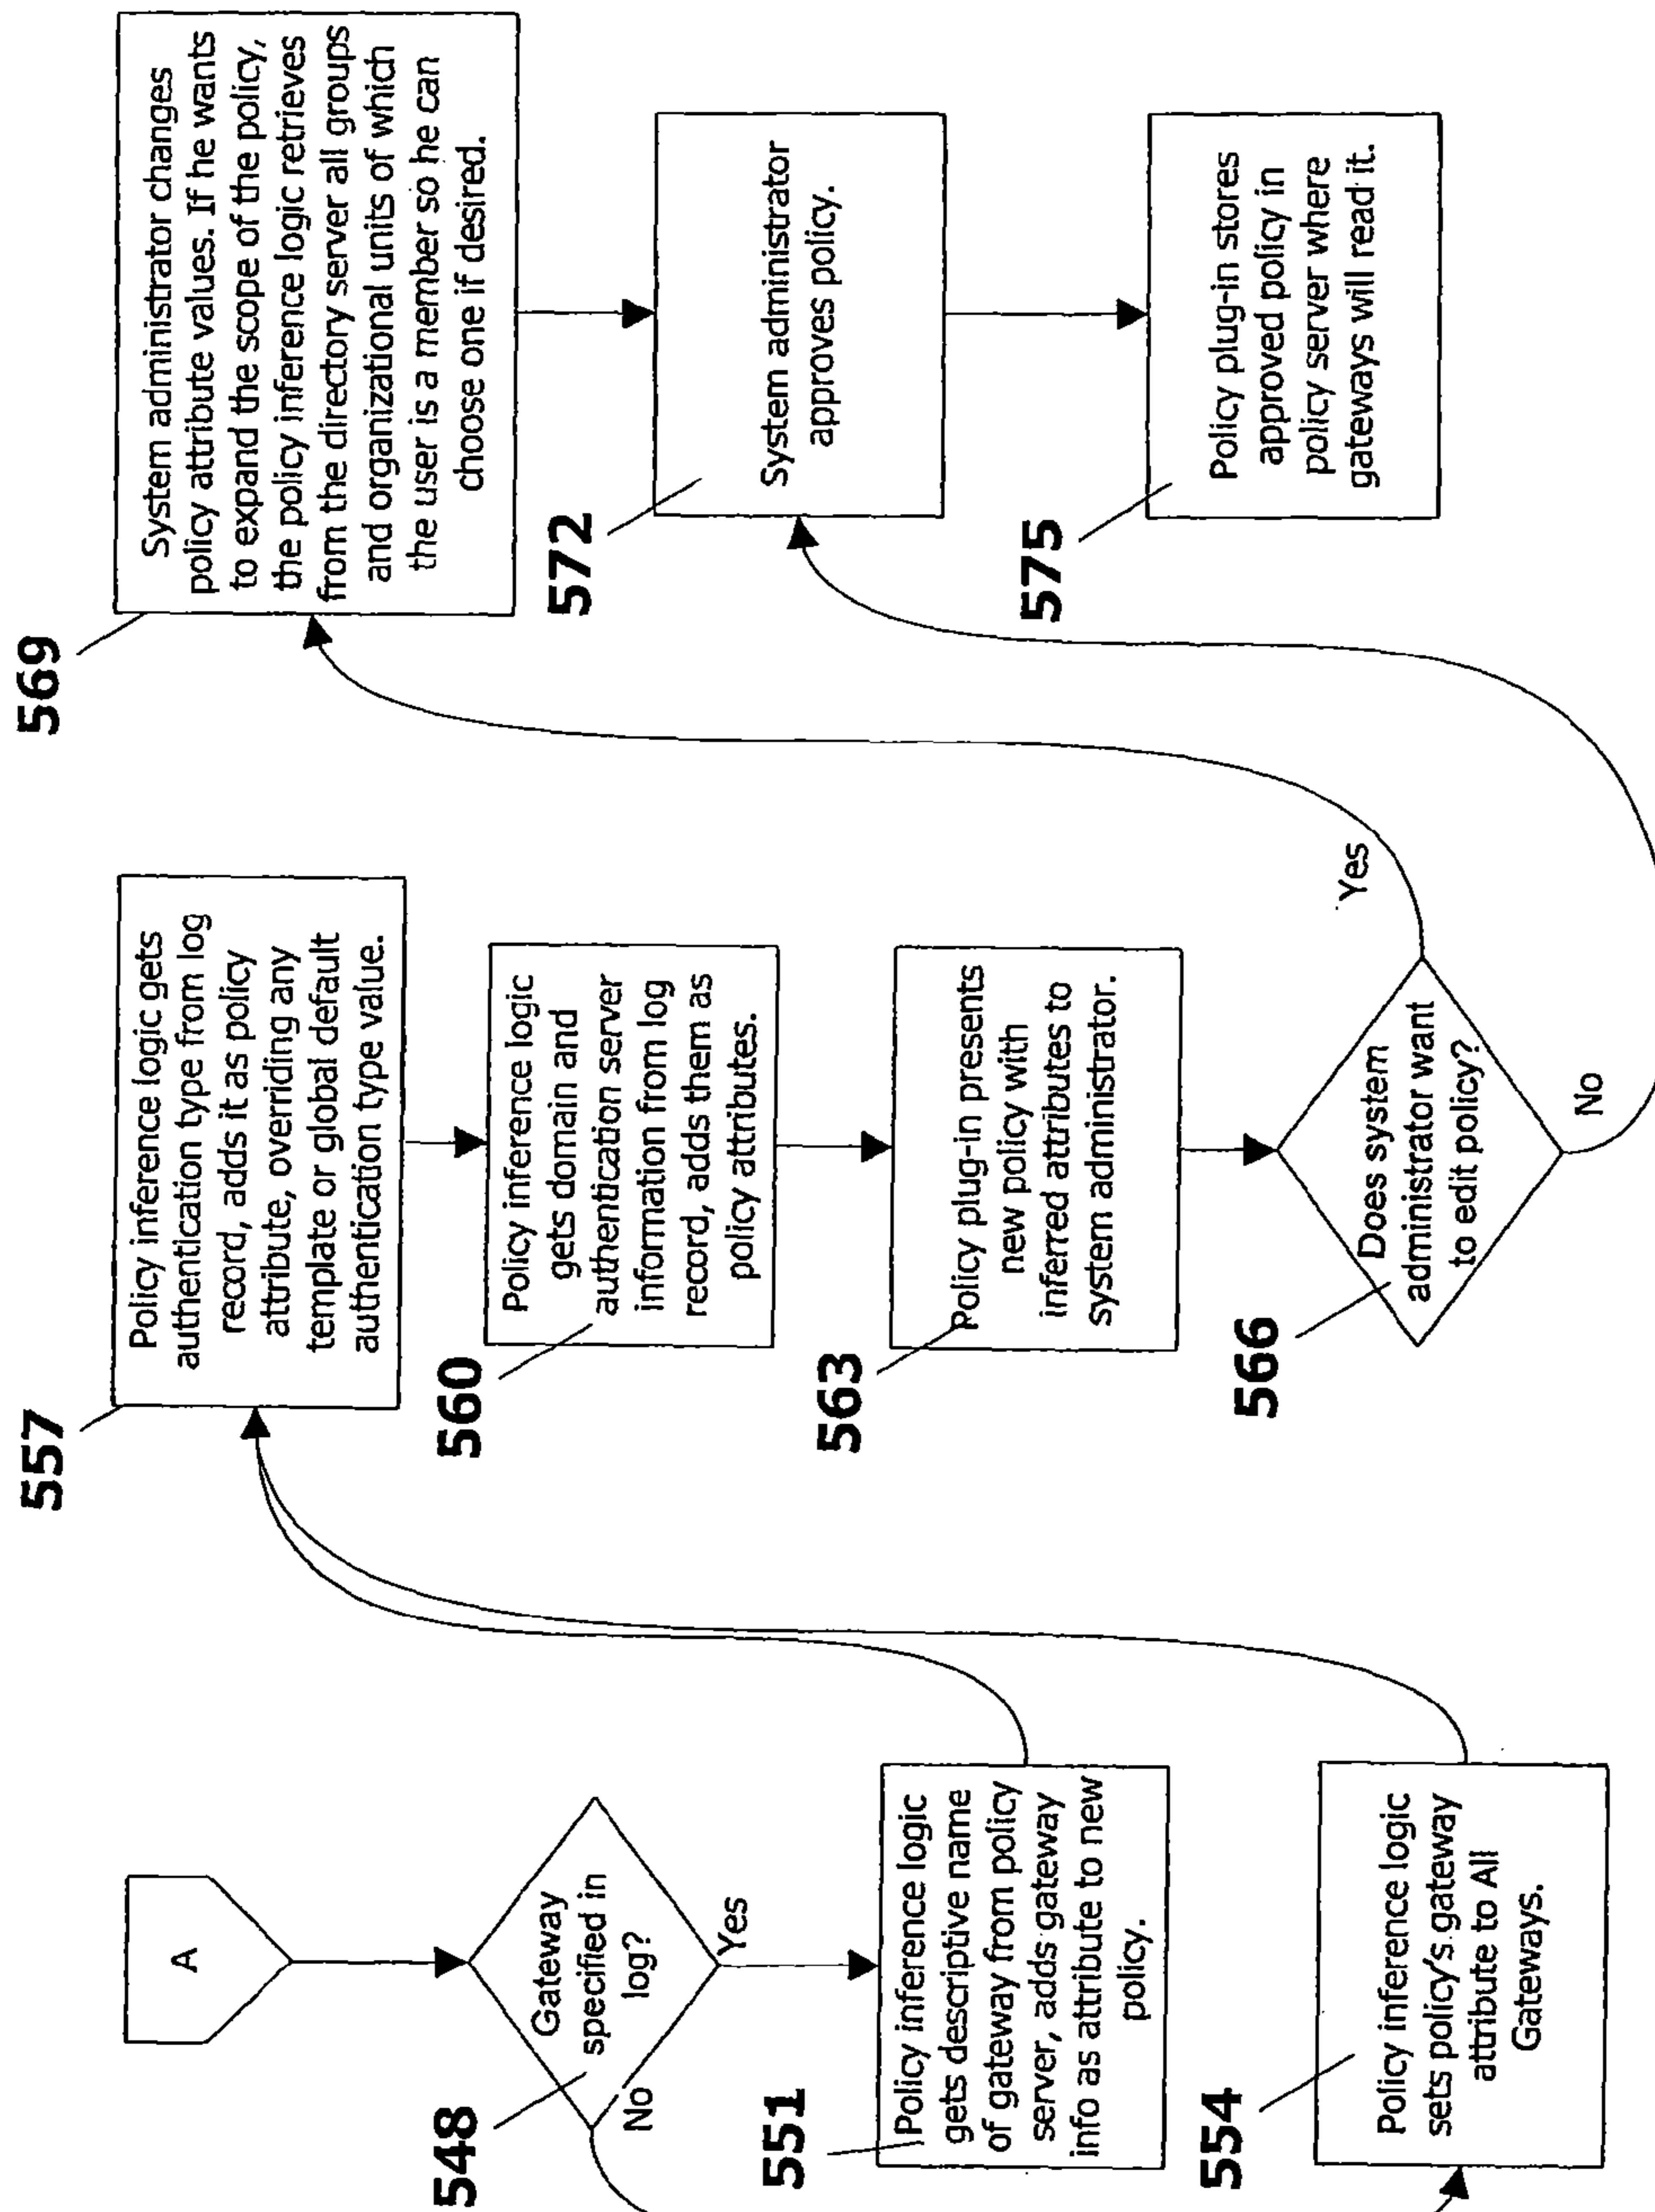 A
548
Gateway
specified in
log?
No
Yes
551
Policy inference logic
gets descriptive name
of gateway from policy
server, adds gateway
info as attribute to new
policy.
554
Policy inference logic
sets policy's gateway
attribute to All
Gateways.
557
Policy inference logic gets
authentication type from log
record, adds it as policy
attribute, overriding any
template or global default
authentication type value.
560
Policy inference logic
gets domain and
authentication server
information from log
record, adds them as
policy attributes.
563
Policy plug-in presents
new policy with
inferred attributes to
system administrator.
566
Does system
administrator want
to edit policy?
Yes
No
569
System administrator changes
policy attribute values. If he wants
to expand the scope of the policy,
the policy inference logic retrieves
from the directory server all groups
and organizational units of which
the user is a member so he can
choose one if desired.
572
System administrator
approves policy.
575
Policy plug-in stores
approved policy in
policy server where
gateways will read it.